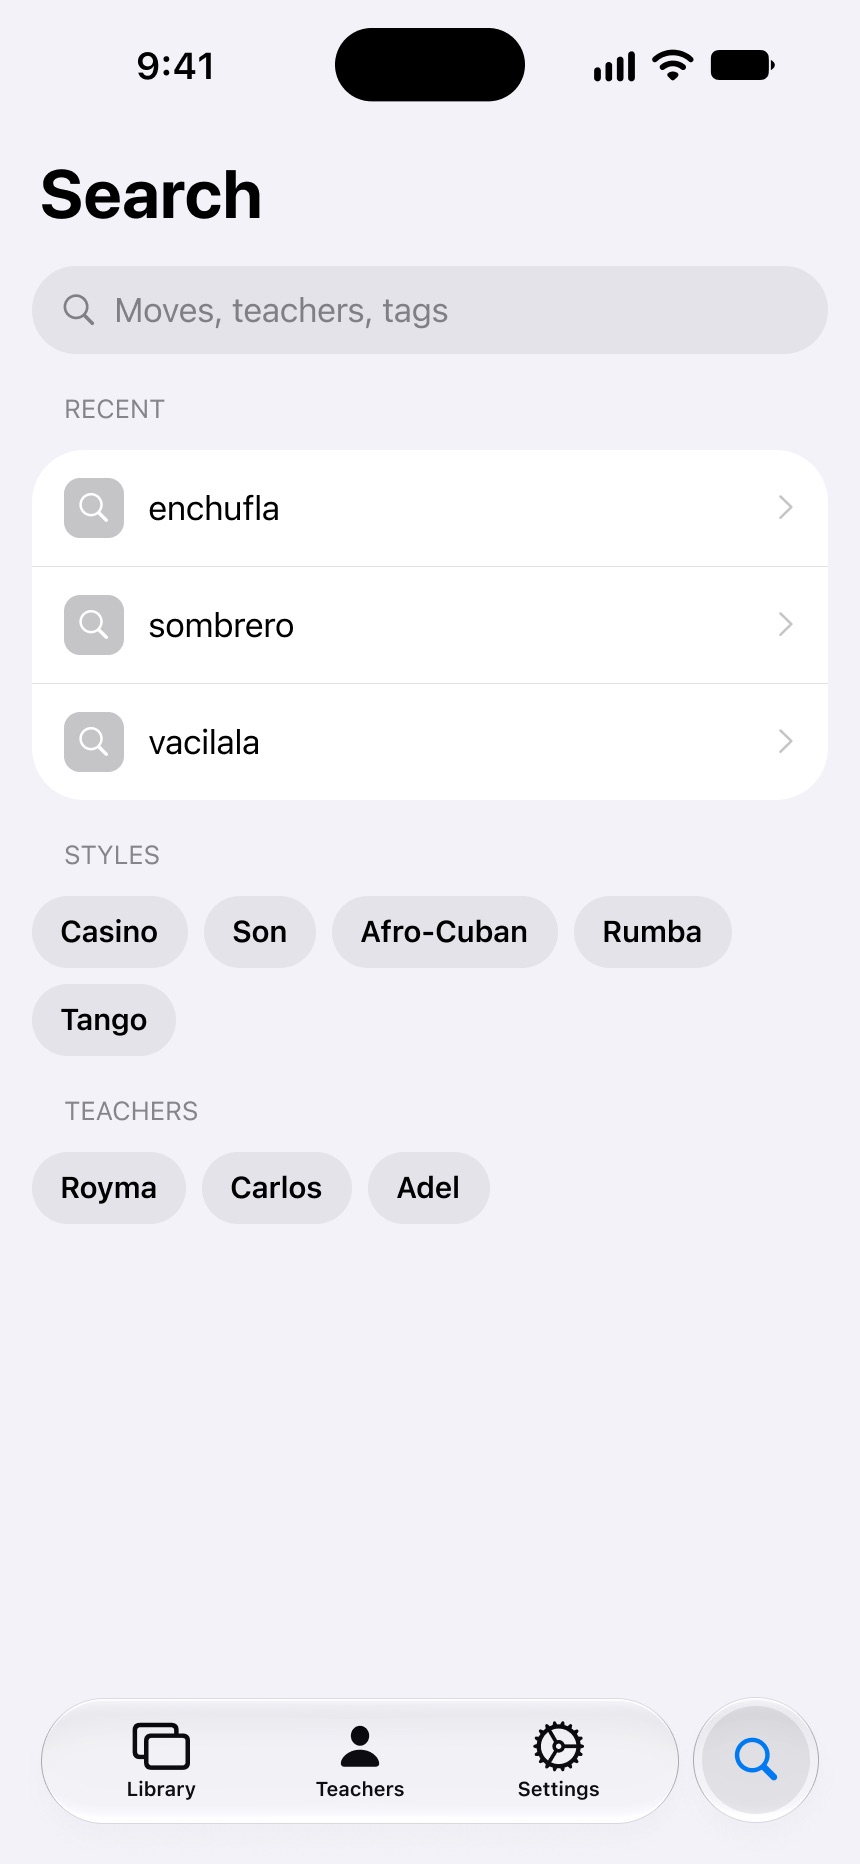 9:41
Search
Moves, teachers, tags
RECENT
enchufla
sombrero
vacilala
STYLES
Casino Son Afro-Cuban Rumba
Tango
TEACHERS
Royma Carlos Adel
Library Teachers Settings